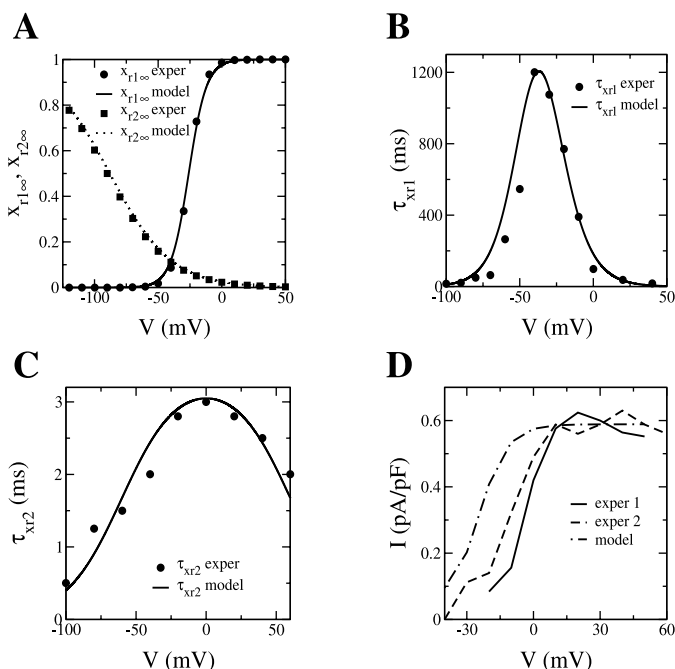 A
1
0.8
0.6
0.4
0.2
0
x_r1∞, x_r2∞
x_r1∞ exper
x_r1∞ model
x_r2∞ exper
x_r2∞ model
-100 -50 0 50
V (mV)
B
1200
800
400
0
τ_xr1 (ms)
τ_xr1 exper
τ_xr1 model
-100 -50 0 50
V (mV)
C
3
2
1
0
τ_xr2 (ms)
τ_xr2 exper
τ_xr2 model
-100 -50 0 50
V (mV)
D
0.6
0.4
0.2
0
I (pA/pF)
exper 1
exper 2
model
-30 0 30 60
V (mV)